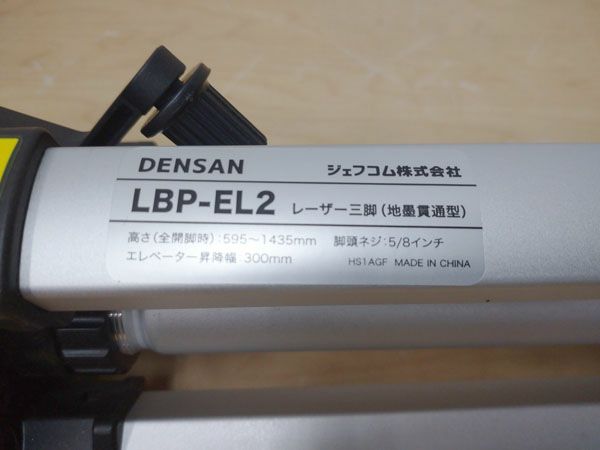 DENSAN ジェフコム株式会社
LBP-EL2 レーザー三脚(地墨貫通型)
高さ(全開脚時):595～1435mm 脚頭ネジ:5/8インチ
エレベーター昇降幅:300mm HS1AGF MADE IN CHINA